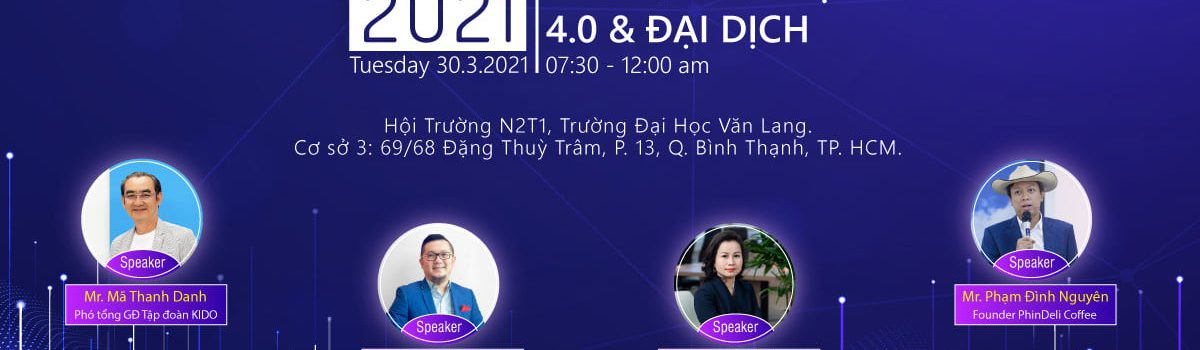 2021
4.0 & ĐẠI DỊCH
Tuesday 30.3.2021
07:30 - 12:00 am
Hội Trường N2T1, Trường Đại Học Văn Lang.
Cơ sở 3: 69/68 Đặng Thuỳ Trâm, P. 13, Q. Bình Thạnh, TP. HCM.
Speaker
Mr. Mã Thanh Danh
Phó tổng GĐ Tập đoàn KIDO
Speaker
Speaker
Speaker
Mr. Phạm Đình Nguyên
Founder PhinDeli Coffee